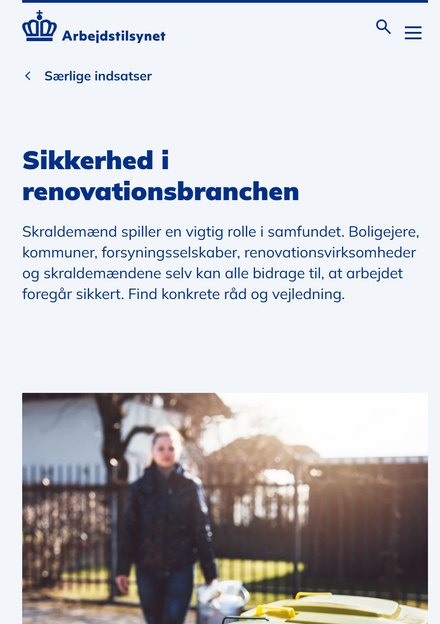 Arbejdstilsynet
Særlige indsatser
Sikkerhed i
renovationsbranchen
Skraldemænd spiller en vigtig rolle i samfundet. Boligejere,
kommuner, forsyningsselskaber, renovationsvirksomheder
og skraldemændene selv kan alle bidrage til, at arbejdet
foregår sikkert. Find konkrete råd og vejledning.